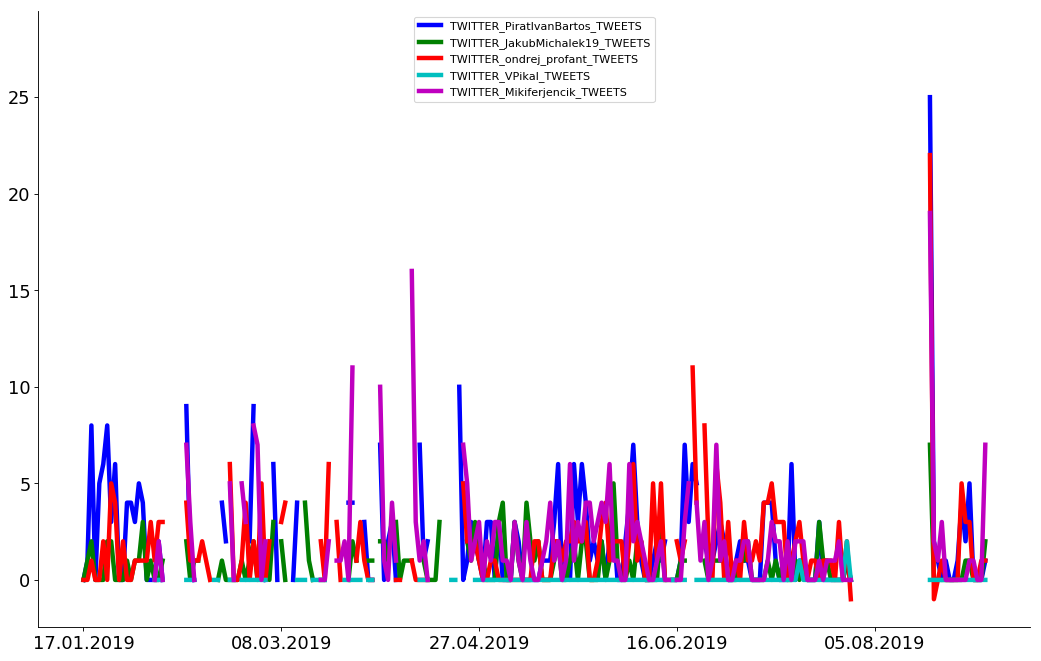 TWITTER_PiratIvanBartos_TWEETS
TWITTER_JakubMichalek19_TWEETS
TWITTER_ondrej_profant_TWEETS
TWITTER_VPikal_TWEETS
TWITTER_Mikiferjencik_TWEETS
25
20
15
10
5
0
17.01.2019 08.03.2019 27.04.2019 16.06.2019 05.08.2019